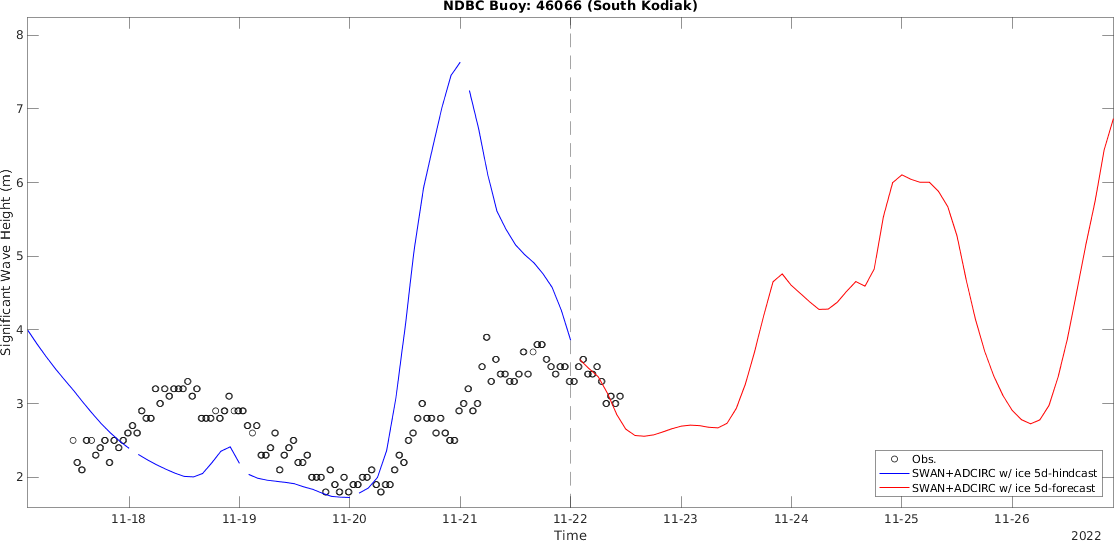 NDBC Buoy: 46066 (South Kodiak)
Significant Wave Height (m)
8
7
6
5
4
3
2
11-18 11-19 11-20 11-21 11-22 11-23 11-24 11-25 11-26
Time
2022
Obs.
SWAN+ADCIRC w/ ice 5d-hindcast
SWAN+ADCIRC w/ ice 5d-forecast